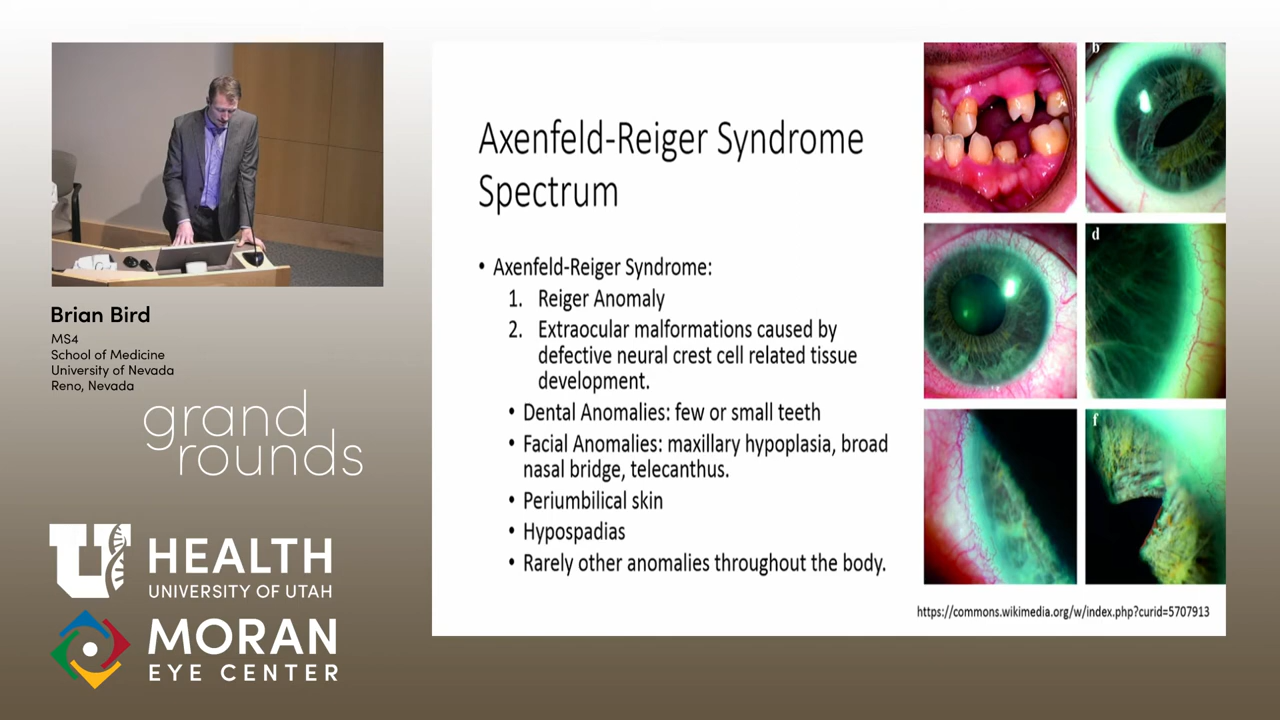 Brian Bird
MS4
School of Medicine
University of Nevada
Reno, Nevada
grand
rounds
U
HEALTH
UNIVERSITY OF UTAH
MORAN
EYE CENTER
Axenfeld-Reiger Syndrome
Spectrum
• Axenfeld-Reiger Syndrome:
1. Reiger Anomaly
2. Extraocular malformations caused by
defective neural crest cell related tissue
development.
• Dental Anomalies: few or small teeth
• Facial Anomalies: maxillary hypoplasia, broad
nasal bridge, telecanthus.
• Periumbilical skin
• Hypospadias
• Rarely other anomalies throughout the body.
b
d
f
https://commons.wikimedia.org/w/index.php?curid=5707913